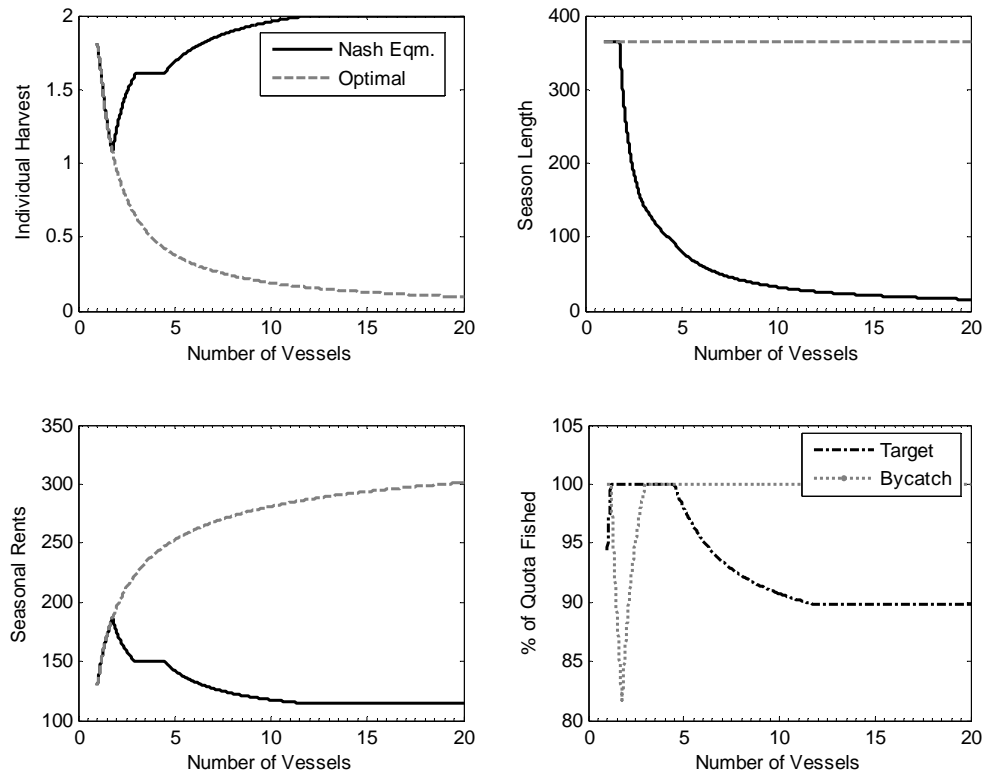 2
1.5
1
0.5
0
Individual Harvest
Nash Eqm.
Optimal
0 5 10 15 20
Number of Vessels
400
300
200
100
0
Season Length
0 5 10 15 20
Number of Vessels
350
300
250
200
150
100
Seasonal Rents
0 5 10 15 20
Number of Vessels
105
100
95
90
85
80
% of Quota Fished
Target
Bycatch
0 5 10 15 20
Number of Vessels